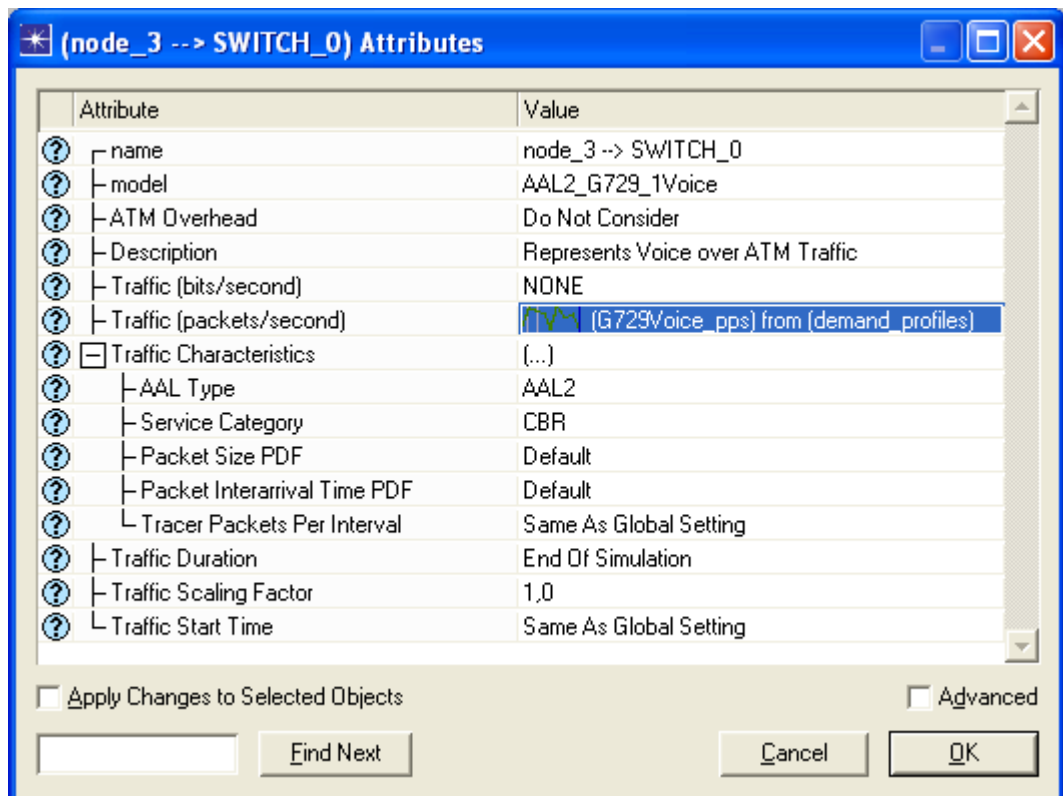 (node_3 --> SWITCH_0) Attributes
Attribute Value
name node_3 --> SWITCH_0
model AAL2_G729_1Voice
ATM Overhead Do Not Consider
Description Represents Voice over ATM Traffic
Traffic (bits/second) NONE
Traffic (packets/second) (G729Voice_pps) from (demand_profiles)
Traffic Characteristics (...)
AAL Type AAL2
Service Category CBR
Packet Size PDF Default
Packet Interarrival Time PDF Default
Tracer Packets Per Interval Same As Global Setting
Traffic Duration End Of Simulation
Traffic Scaling Factor 1,0
Traffic Start Time Same As Global Setting
Apply Changes to Selected Objects Advanced
Find Next Cancel OK